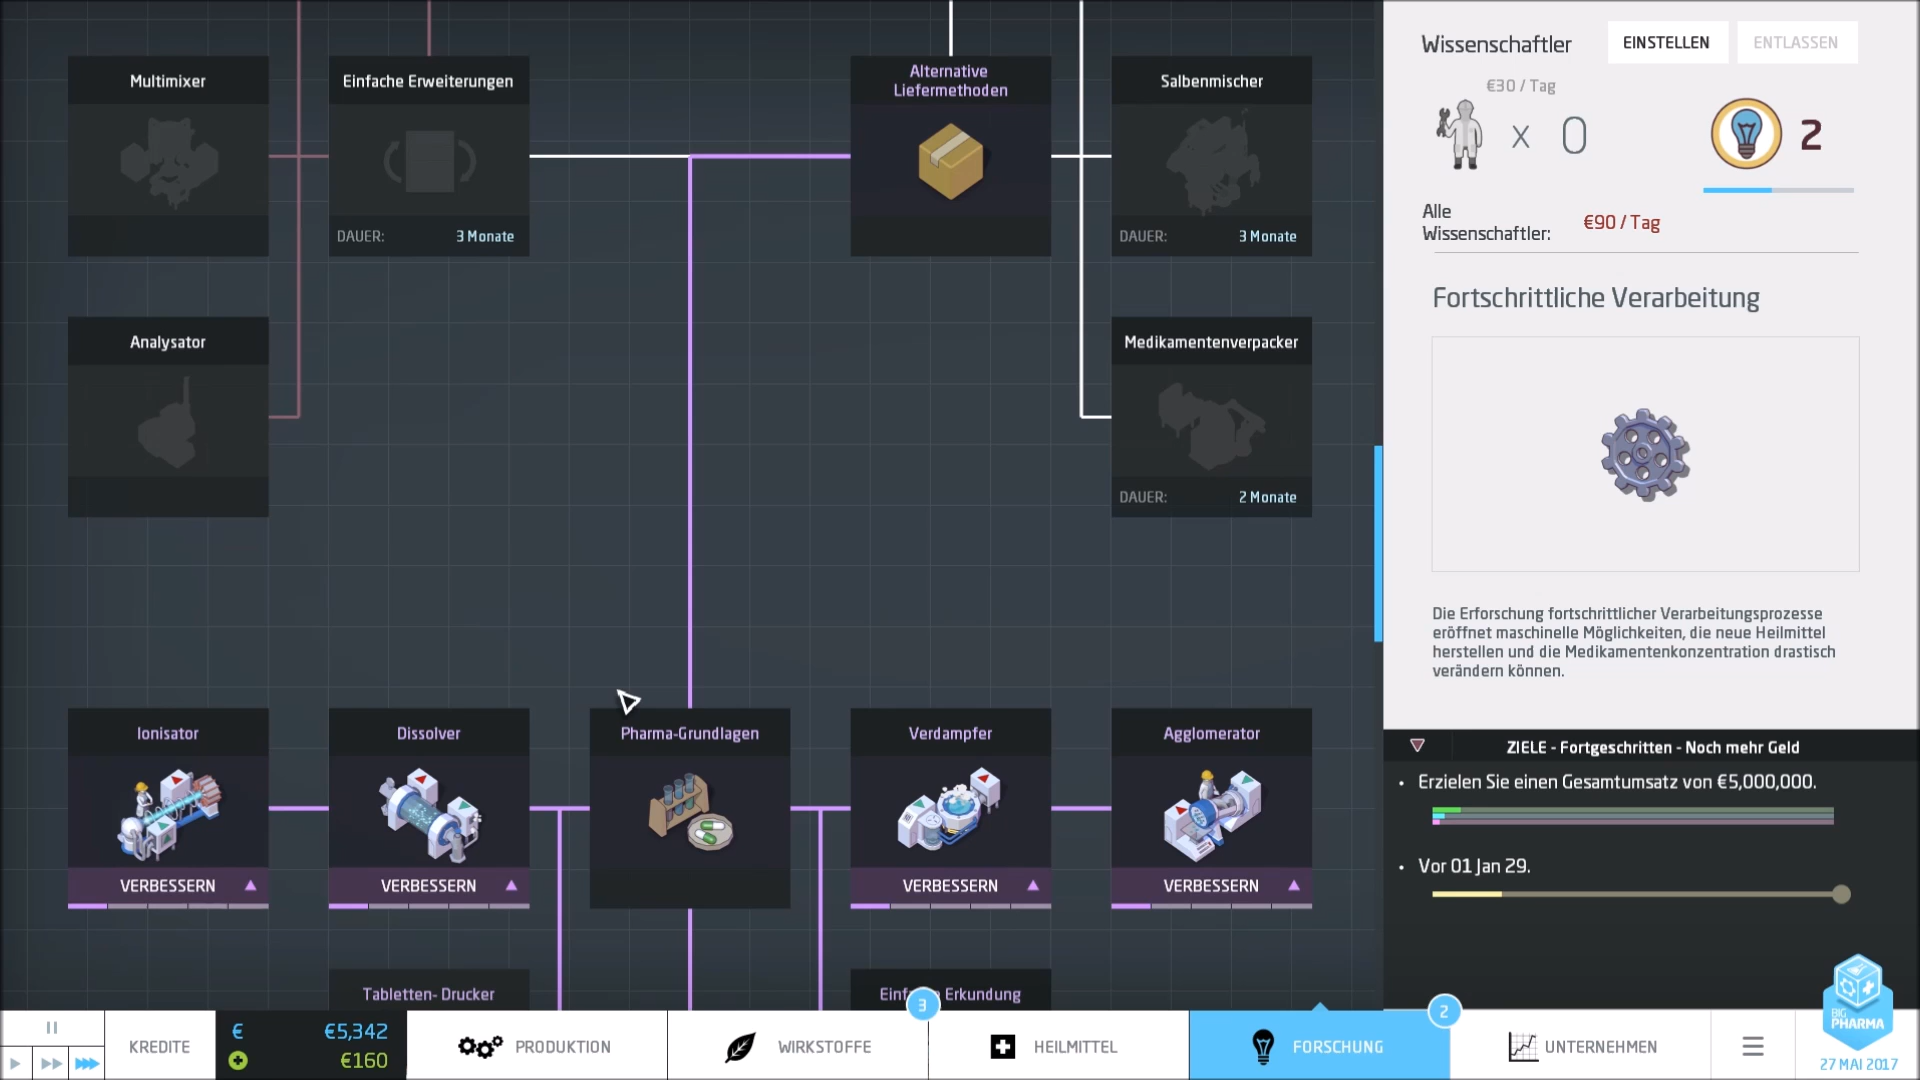 Multimixer
Einfache Erweiterungen
DAUER: 3 Monate
Alternative
Liefermethoden
Salbenmischer
DAUER: 3 Monate
Analysator
Medikamentenverpacker
DAUER: 2 Monate
Ionisator
VERBESSERN
Dissolver
VERBESSERN
Pharma-Grundlagen
Verdampfer
VERBESSERN
Agglomerator
VERBESSERN
Tabletten- Drucker
Erkundung
Wissenschaftler
EINSTELLEN
ENTLASSEN
€30 / Tag
X 0
2
Alle
Wissenschaftler:
€90 / Tag
Fortschrittliche Verarbeitung
Die Erforschung fortschrittlicher Verarbeitungsprozesse
eröffnet maschinelle Möglichkeiten, die neue Heilmittel
herstellen und die Medikamentenkonzentration drastisch
verändern können.
ZIELE - Fortgeschritten - Noch mehr Geld
• Erzielen Sie einen Gesamtumsatz von €5,000,000.
• Vor 01 Jan 29.
KREDITE
€ €5,342
€160
PRODUKTION
3
WIRKSTOFFE
HEILMITTEL
FORSCHUNG
2
UNTERNEHMEN
BIG
PHARMA
27 MAI 2017